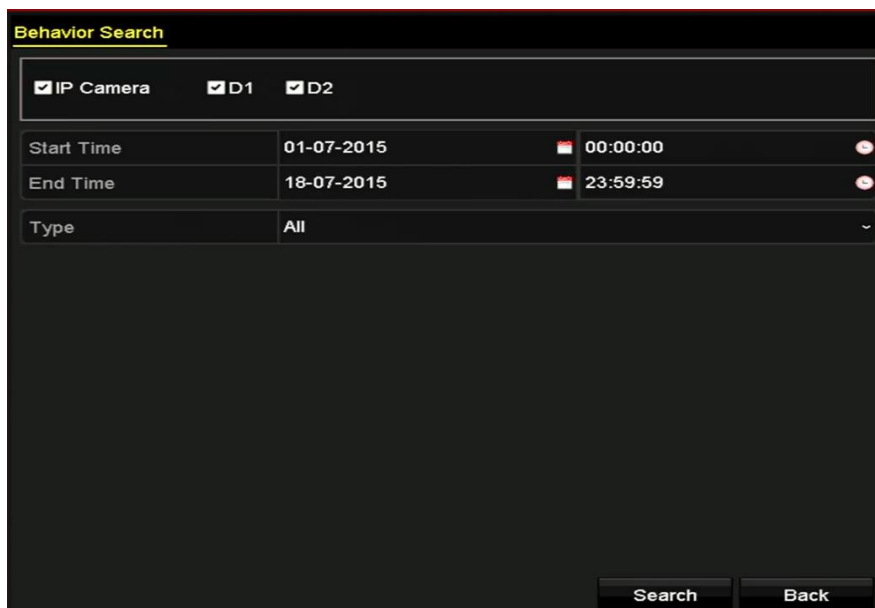 Behavior Search
IP Camera D1 D2
Start Time 01-07-2015 00:00:00
End Time 18-07-2015 23:59:59
Type All
Search Back